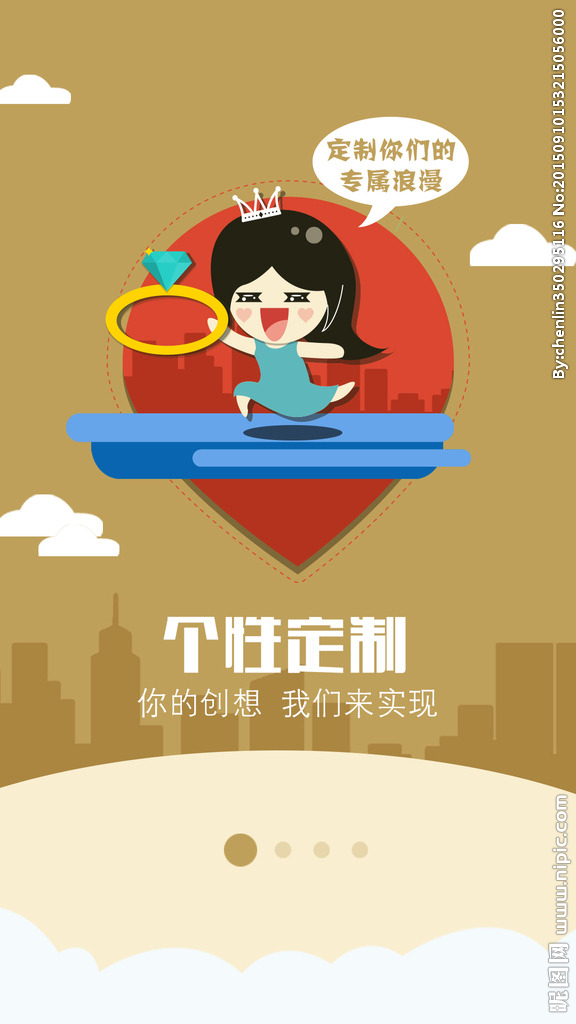 定制你们的
专属浪漫
个性定制
你的创想 我们来实现
By:chenlin350295116 No:20150910153215056000
昵图网 www.nipic.com